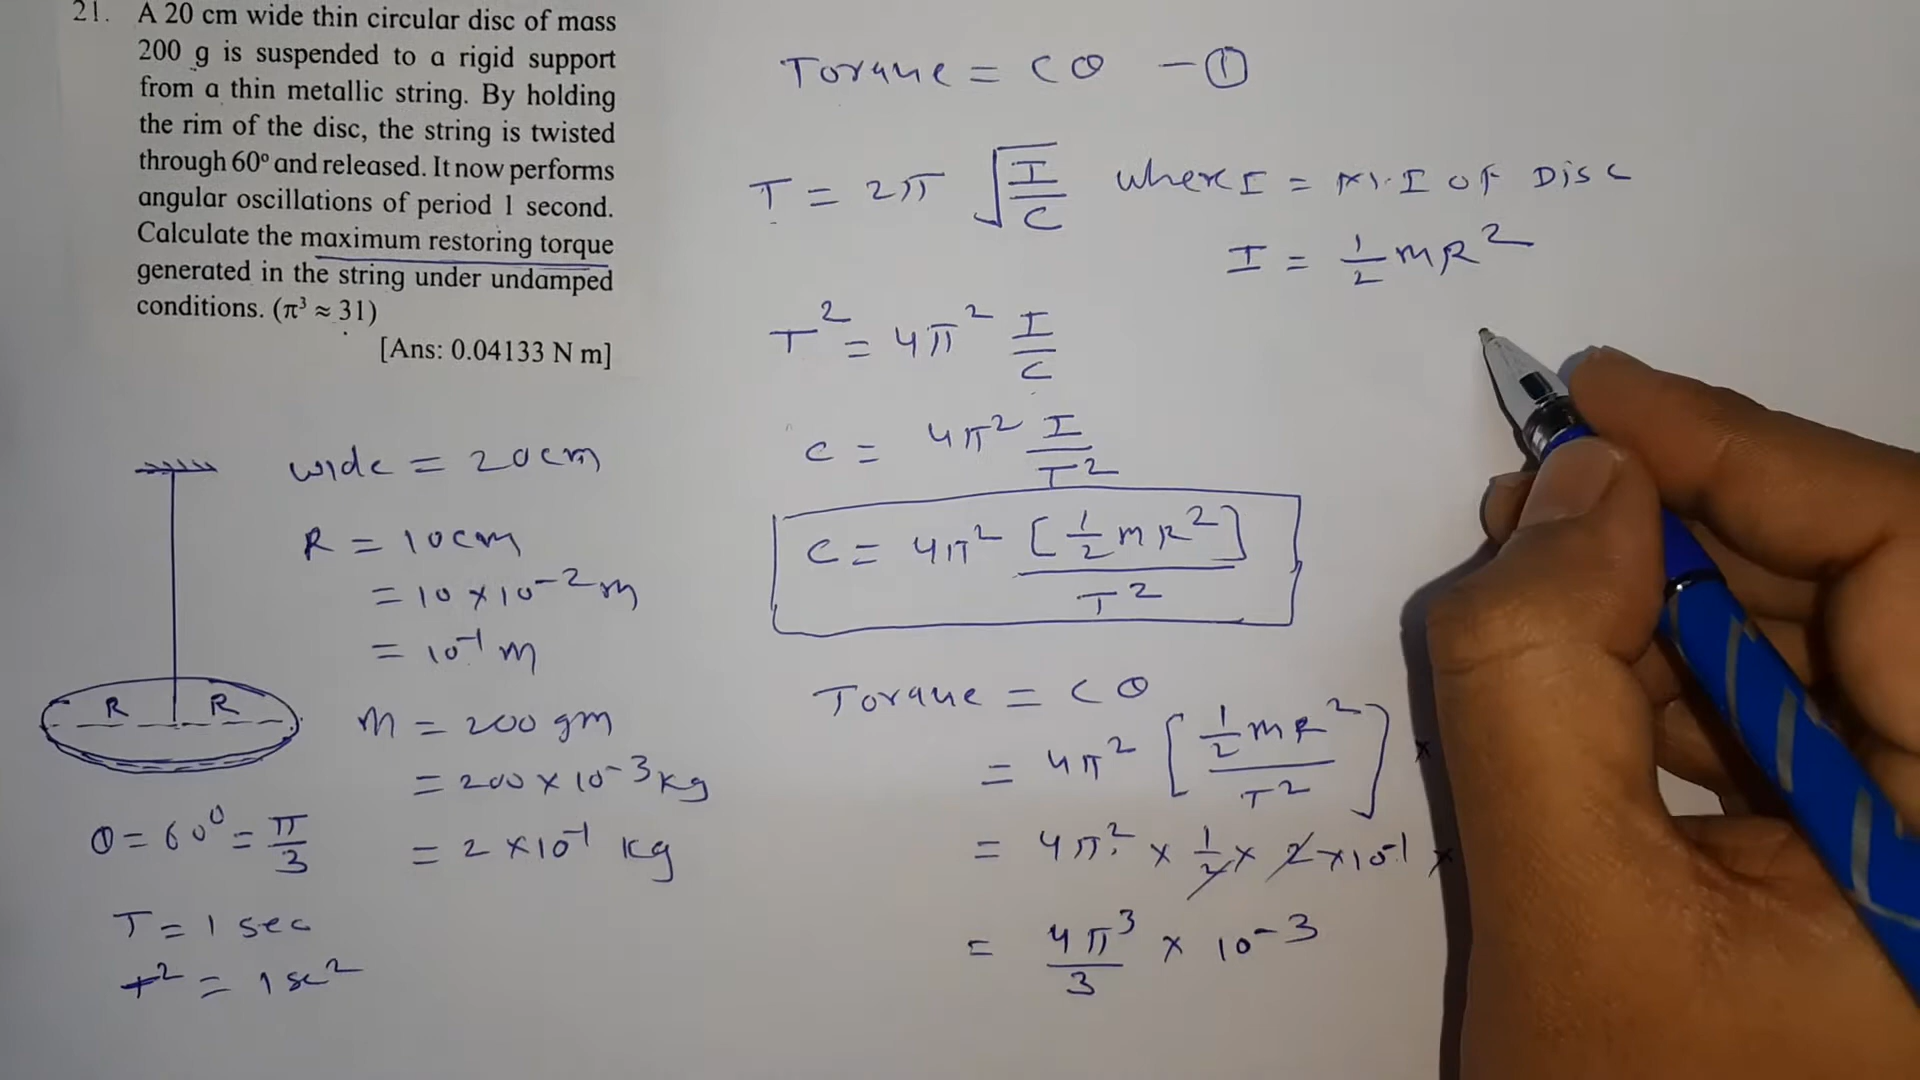 21. A 20 cm wide thin circular disc of mass
200 g is suspended to a rigid support
from a thin metallic string. By holding
the rim of the disc, the string is twisted
through 60° and released. It now performs
angular oscillations of period 1 second.
Calculate the maximum restoring torque
generated in the string under undamped
conditions. (π³ ≈ 31)
[Ans: 0.04133 N m]
wide = 20cm
R = 10cm
= 10 × 10⁻² m
= 10⁻¹ m
R R
m = 200 gm
= 200 × 10⁻³ kg
= 2 × 10⁻¹ kg
θ = 60⁰ = π/3
T = 1 sec
T² = 1 sec²
Torque = Cθ — ①
T = 2π √(I/C) where I = M.I of Disc
I = ½ mR²
T² = 4π² I/C
C = 4π² I/T²
C = 4π² [½ mR²]/T²
Torque = Cθ
= 4π² [½ mR²/T²] ×
= 4π² × ½ × 2 × 10⁻¹ ×
= 4π³/3 × 10⁻³